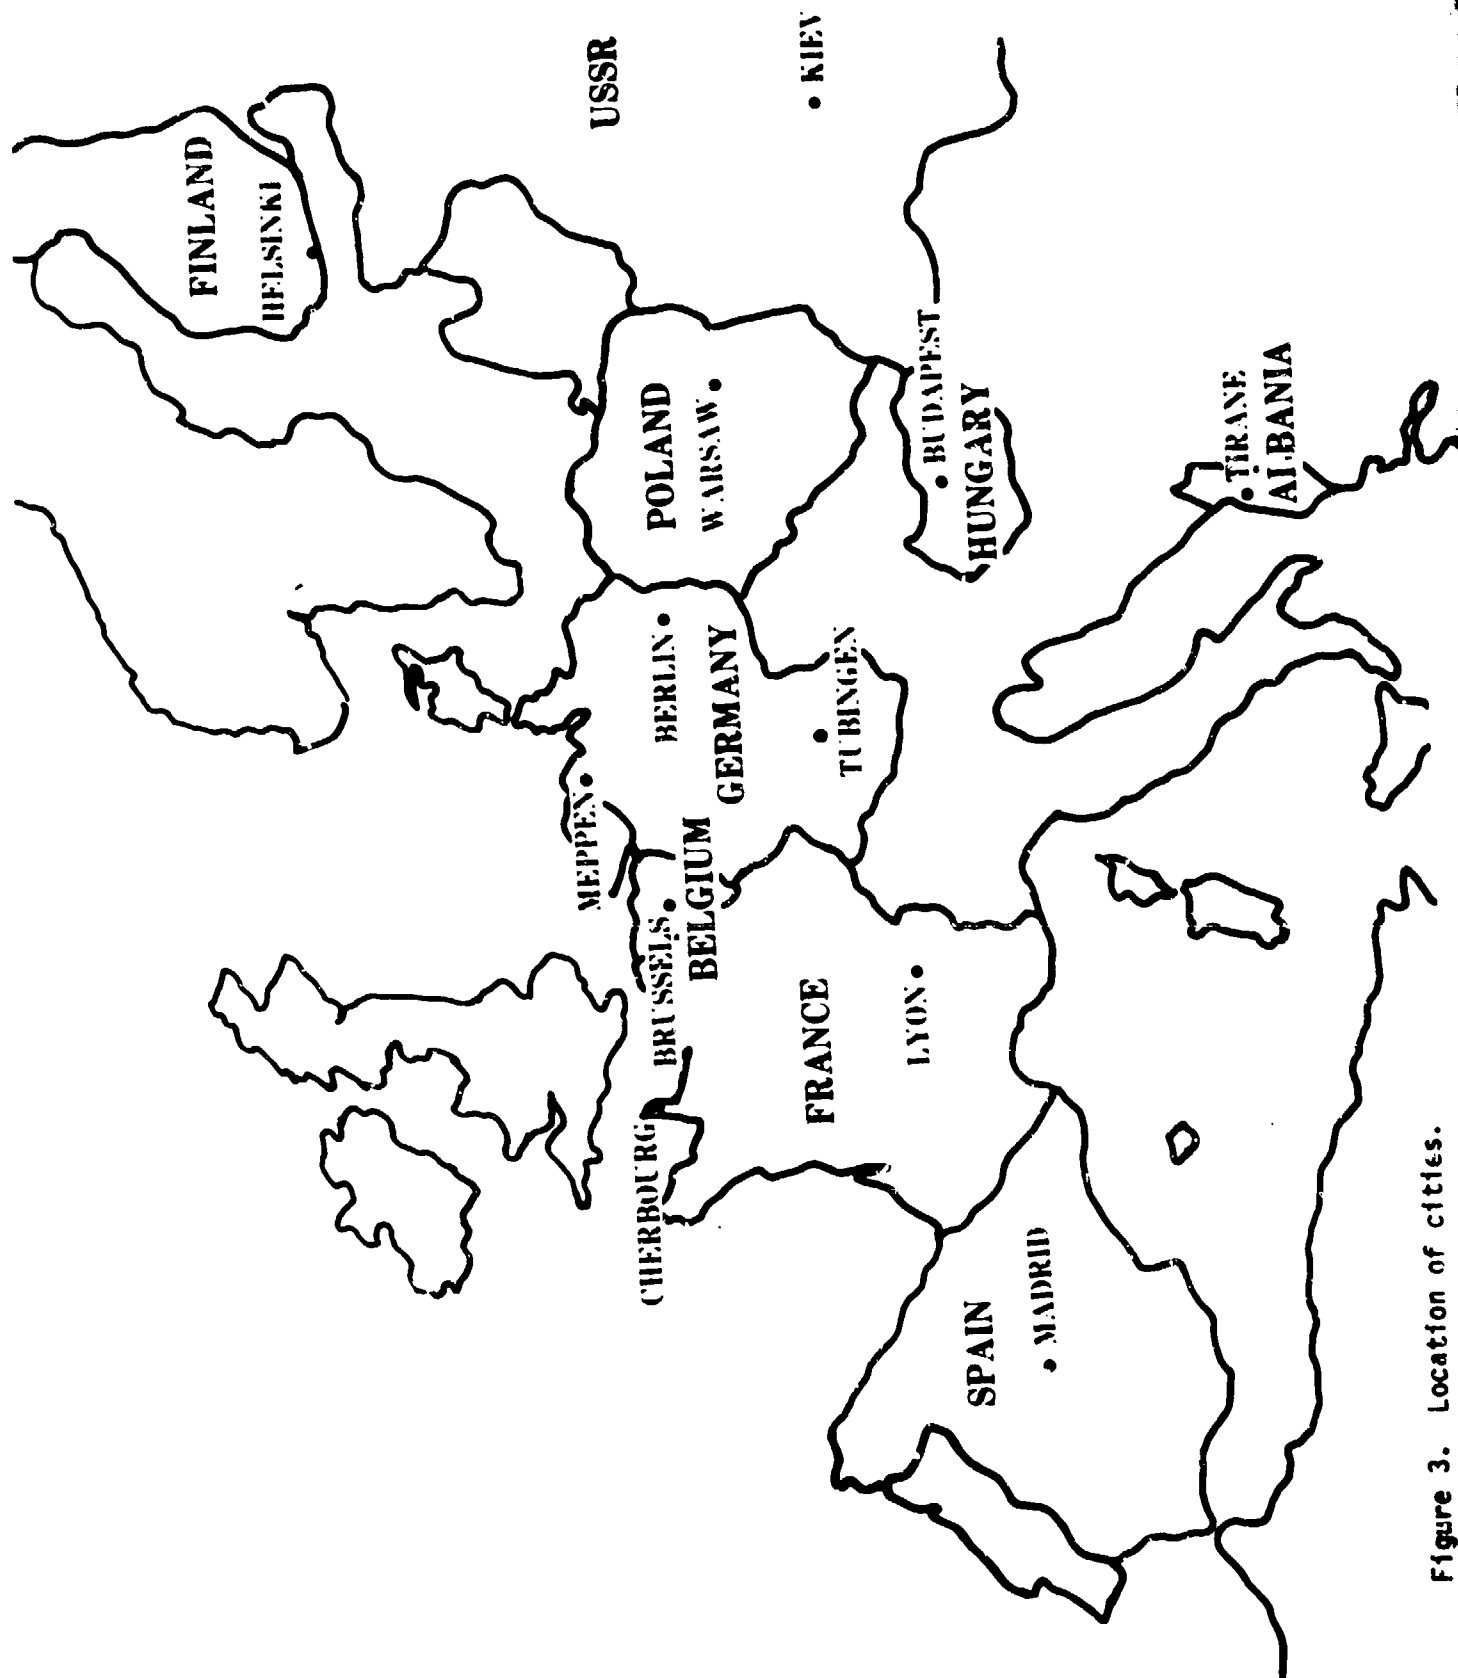 FINLAND
HELSINKI
USSR
KIEV
POLAND
WARSAW
BERLIN
GERMANY
MEPPEN
BRUSSELS
BELGIUM
TUBINGEN
BUDAPEST
HUNGARY
CHERBOURG
FRANCE
LYON
TIRANE
ALBANIA
SPAIN
MADRID
Figure 3. Location of cities.